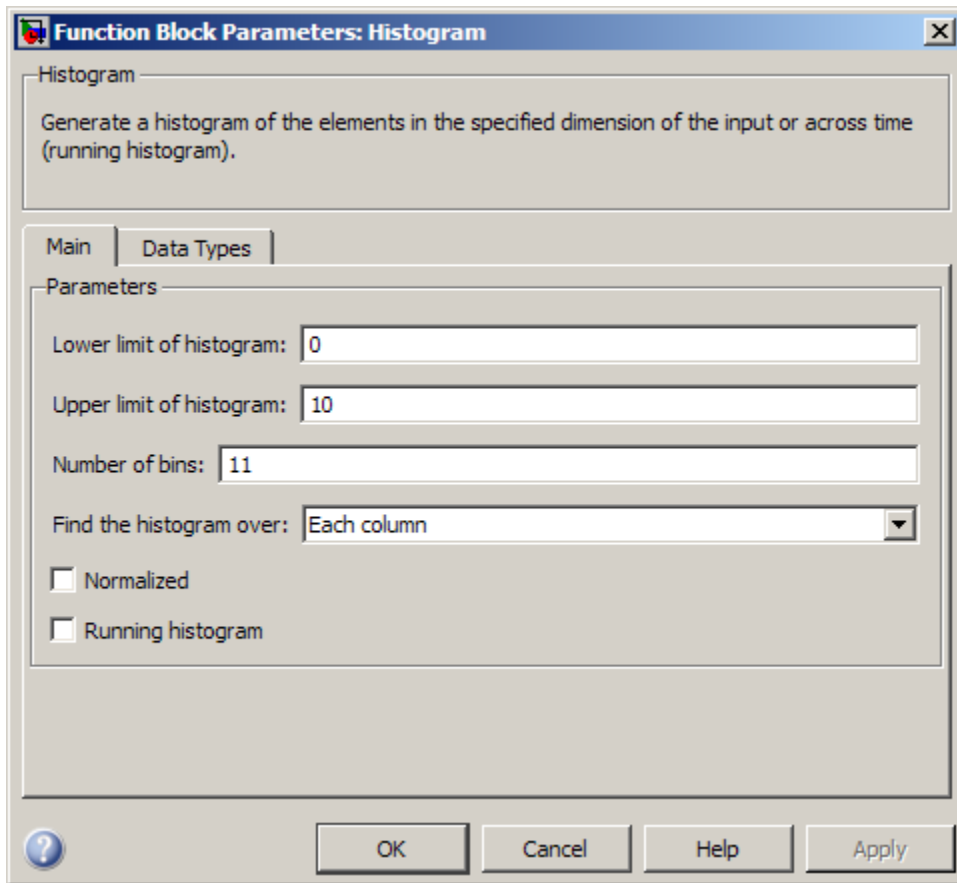 Function Block Parameters: Histogram
Histogram
Generate a histogram of the elements in the specified dimension of the input or across time
(running histogram).
Main Data Types
Parameters
Lower limit of histogram: 0
Upper limit of histogram: 10
Number of bins: 11
Find the histogram over: Each column
Normalized
Running histogram
? OK Cancel Help Apply